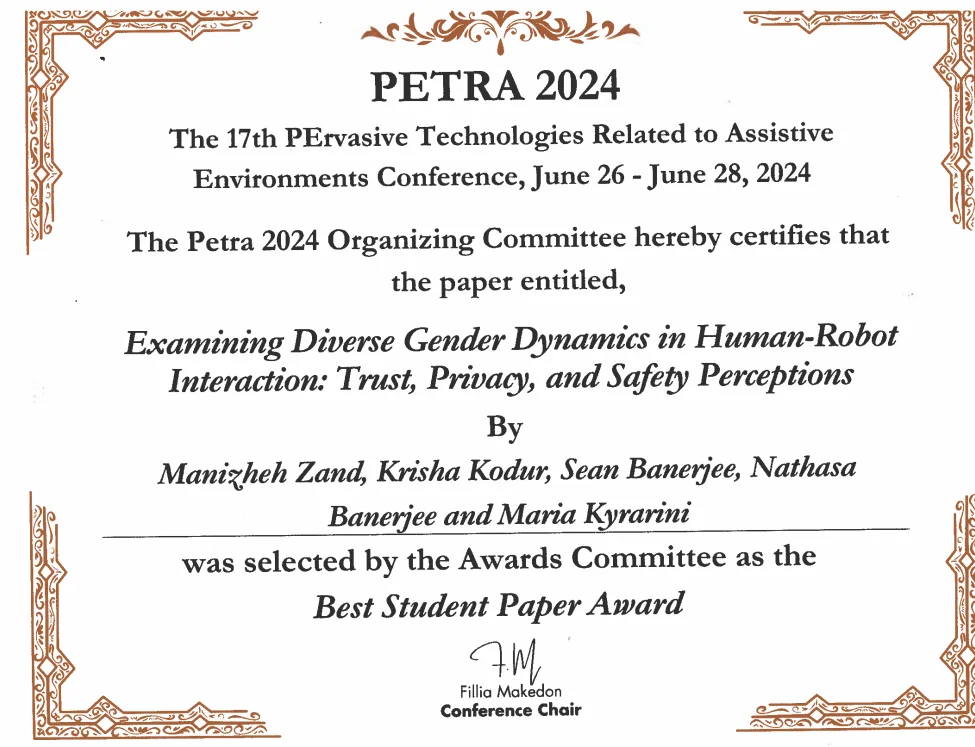 PETRA 2024
The 17th PErvasive Technologies Related to Assistive
Environments Conference, June 26 - June 28, 2024
The Petra 2024 Organizing Committee hereby certifies that
the paper entitled,
Examining Diverse Gender Dynamics in Human-Robot
Interaction: Trust, Privacy, and Safety Perceptions
By
Manizheh Zand, Krisha Kodur, Sean Banerjee, Nathasa
Banerjee and Maria Kyrarini
was selected by the Awards Committee as the
Best Student Paper Award
F.M
Fillia Makedon
Conference Chair